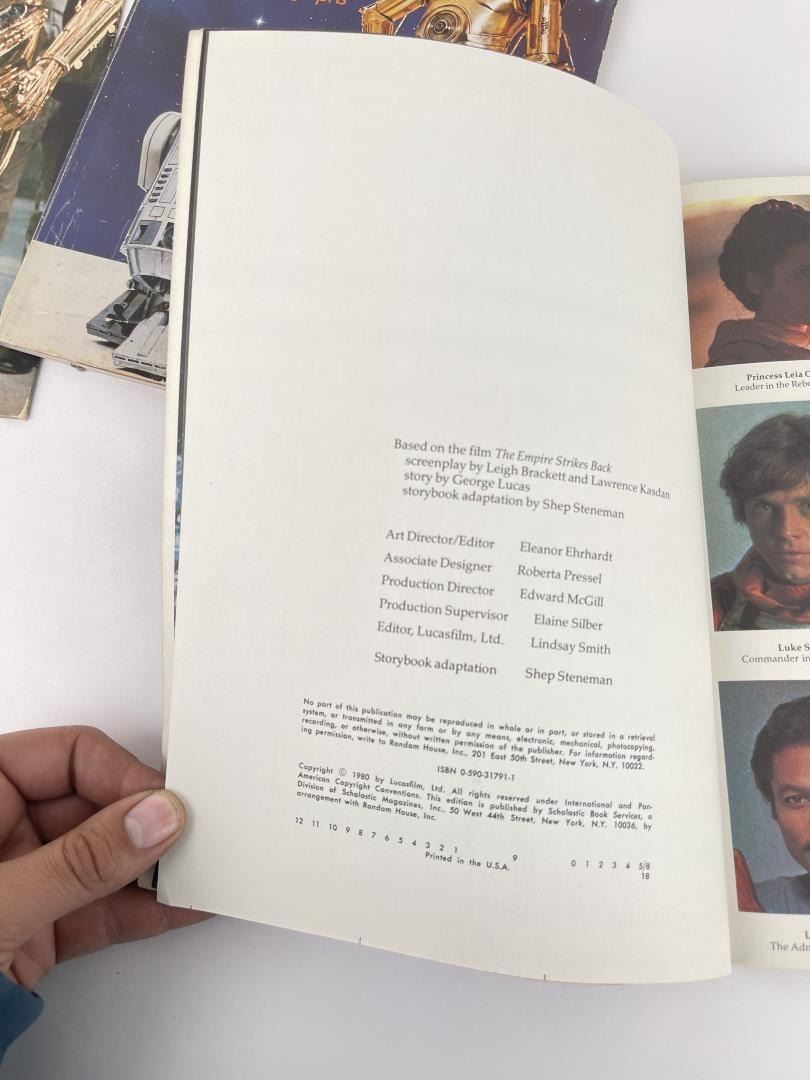 Based on the film The Empire Strikes Back
screenplay by Leigh Brackett and Lawrence Kasdan
story by George Lucas
storybook adaptation by Shep Steneman
Art Director/Editor Eleanor Ehrhardt
Associate Designer Roberta Pressel
Production Director Edward McGill
Production Supervisor Elaine Silber
Editor, Lucasfilm, Ltd. Lindsay Smith
Storybook adaptation Shep Steneman
No part of this publication may be reproduced in whole or in part, or stored in a retrieval
system, or transmitted in any form or by any means, electronic, mechanical, photocopying,
recording, or otherwise, without written permission of the publisher. For information regard-
ing permission, write to Random House, Inc., 201 East 50th Street, New York, N.Y. 10022.
ISBN 0-590-31791-1
Copyright © 1980 by Lucasfilm, Ltd. All rights reserved under International and Pan-
American Copyright Conventions. This edition is published by Scholastic Book Services, a
Division of Scholastic Magazines, Inc., 50 West 44th Street, New York, N.Y. 10036, by
arrangement with Random House, Inc.
12 11 10 9 8 7 6 5 4 3 2 1 9 0 1 2 3 4 5/8
Printed in the U.S.A. 18
Princess Leia
Leader in the
Luke
Commander in
The